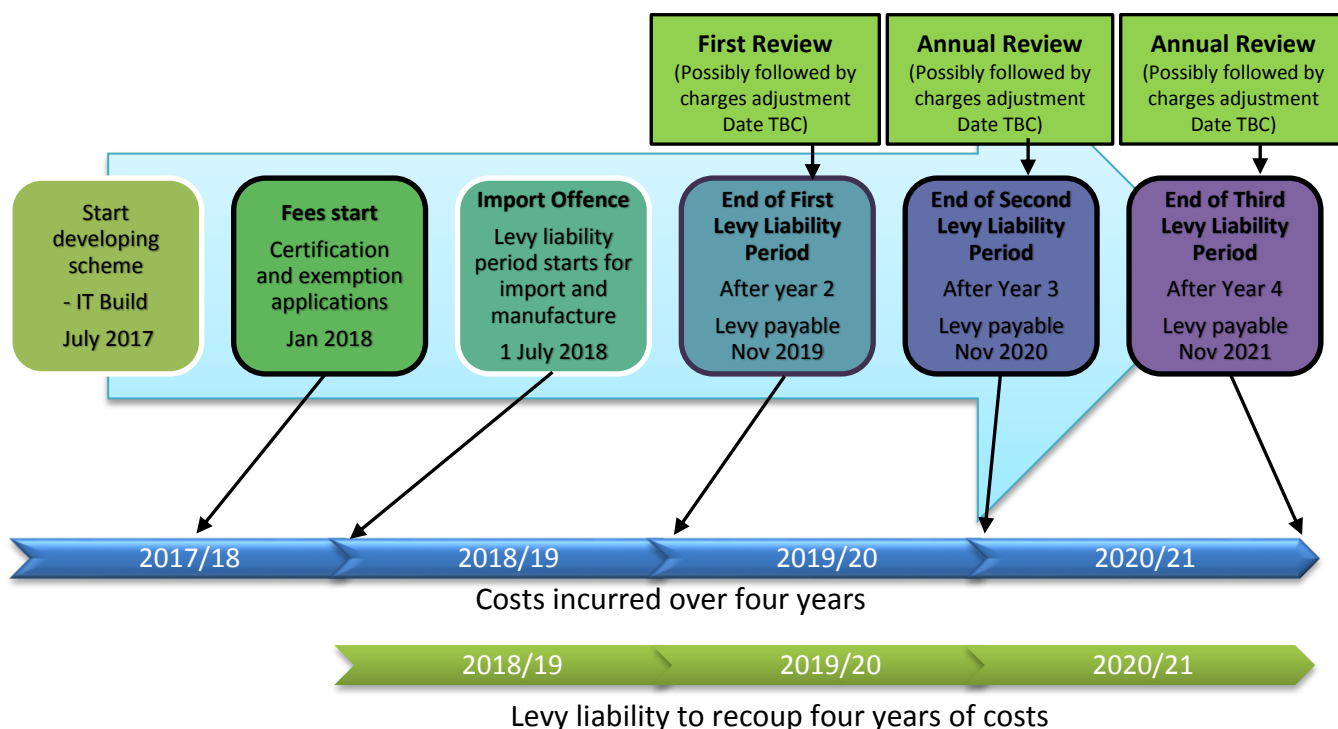 First Review
(Possibly followed by
charges adjustment
Date TBC)
Annual Review
(Possibly followed by
charges adjustment
Date TBC)
Annual Review
(Possibly followed by
charges adjustment
Date TBC)
Start
developing
scheme
- IT Build
July 2017
Fees start
Certification
and exemption
applications
Jan 2018
Import Offence
Levy liability
period starts for
import and
manufacture
1 July 2018
End of First
Levy Liability
Period
After year 2
Levy payable
Nov 2019
End of Second
Levy Liability
Period
After Year 3
Levy payable
Nov 2020
End of Third
Levy Liability
Period
After Year 4
Levy payable
Nov 2021
2017/18
2018/19
2019/20
2020/21
Costs incurred over four years
2018/19
2019/20
2020/21
Levy liability to recoup four years of costs